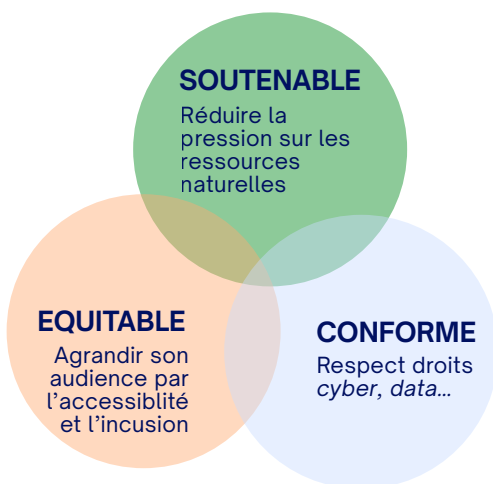 SOUTENABLE
Réduire la
pression sur les
ressources
naturelles
EQUITABLE
Agrandir son
audience par
l'accessiblité
et l'incusion
CONFORME
Respect droits
cyber, data...